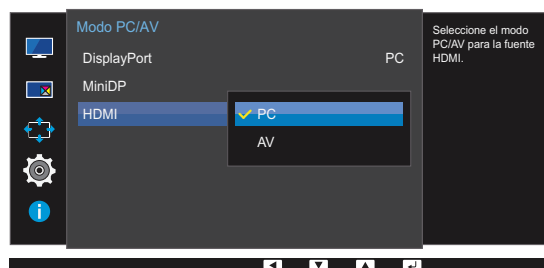 Modo PC/AV
DisplayPort PC
MiniDP
HDMI
PC
AV
Seleccione el modo
PC/AV para la fuente
HDMI.